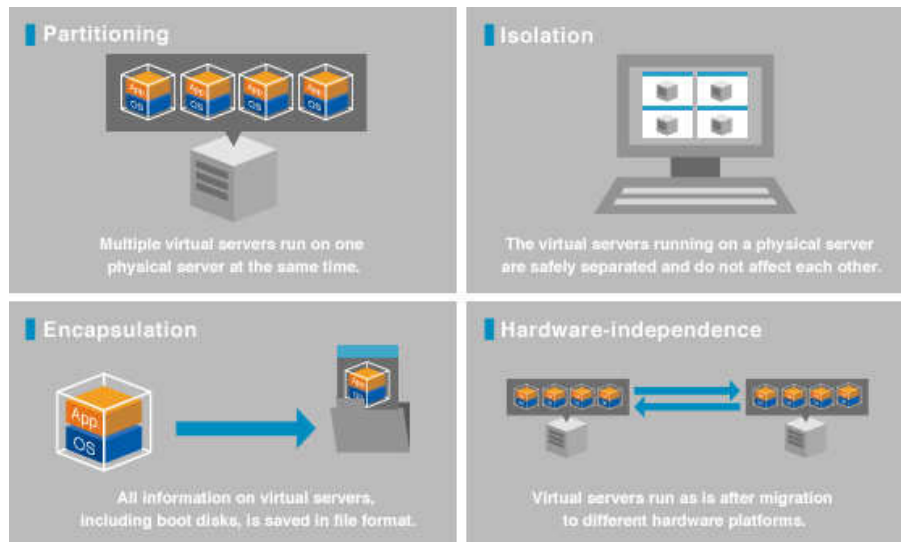 Partitioning
App
OS
App
OS
App
OS
App
OS
Multiple virtual servers run on one
physical server at the same time.
Isolation
The virtual servers running on a physical server
are safely separated and do not affect each other.
Encapsulation
App
OS
App
All information on virtual servers,
including boot disks, is saved in file format.
Hardware-independence
Virtual servers run as is after migration
to different hardware platforms.